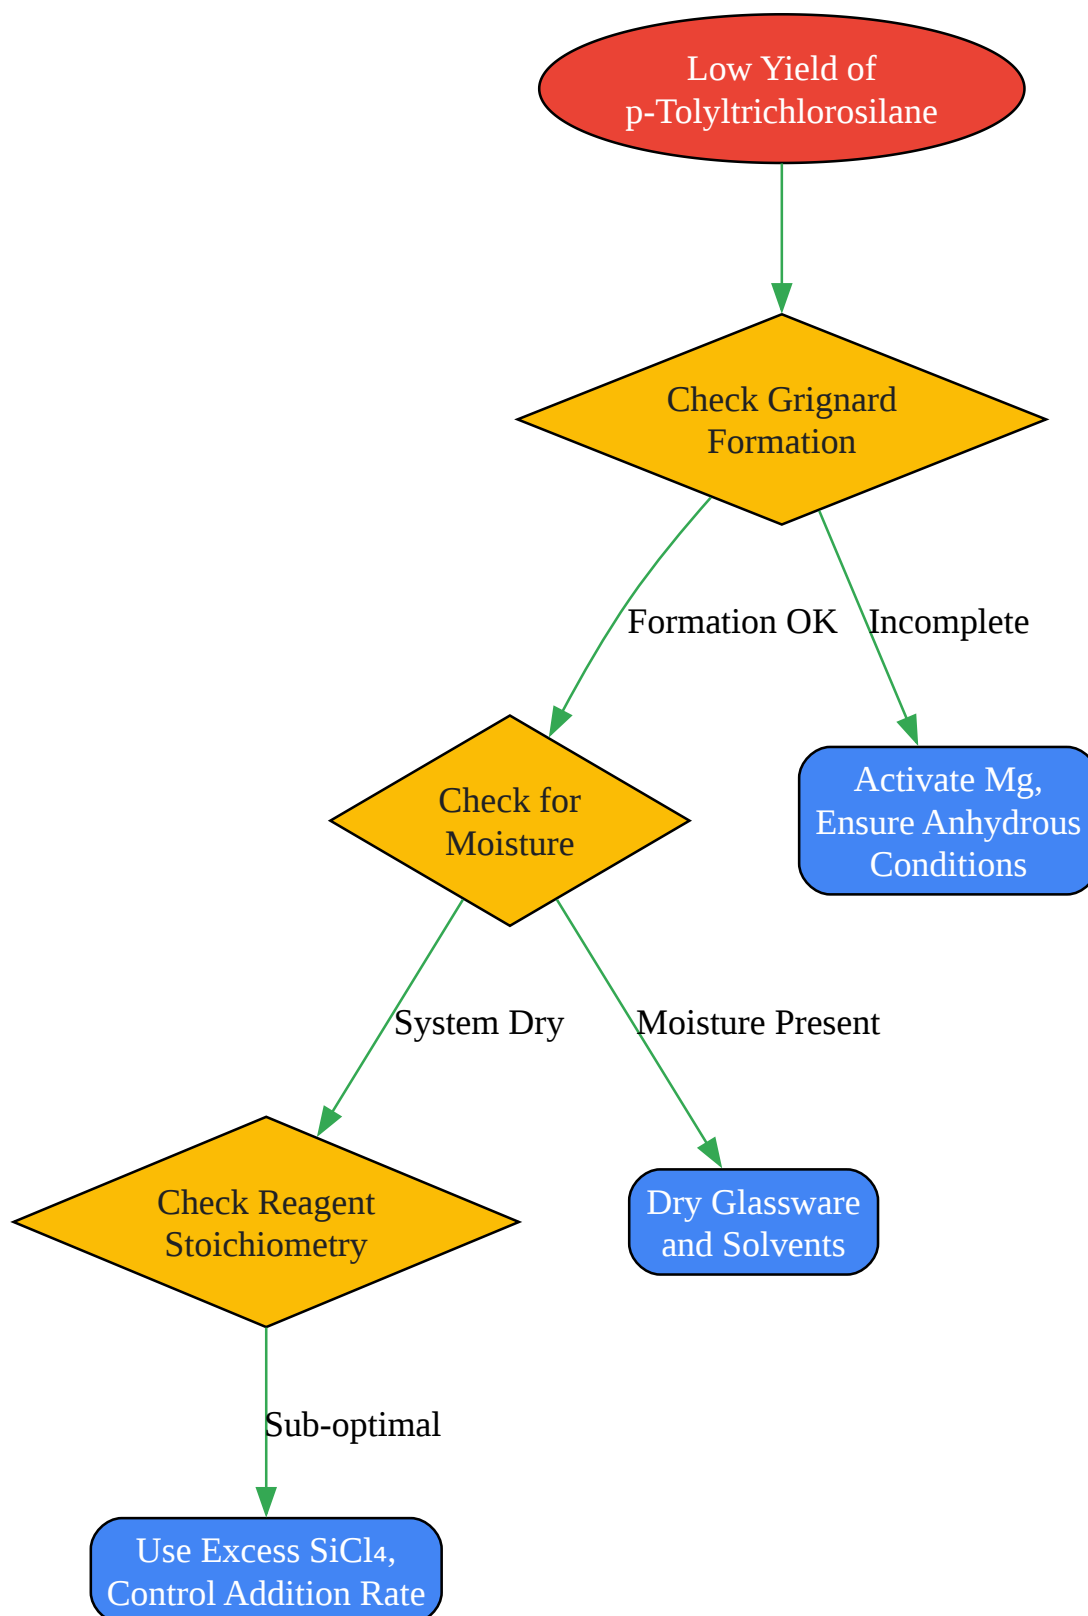 Low Yield of
p-Tolyltrichlorosilane
Check Grignard
Formation
Formation OK
Incomplete
Check for
Moisture
Activate Mg,
Ensure Anhydrous
Conditions
System Dry
Moisture Present
Check Reagent
Stoichiometry
Dry Glassware
and Solvents
Sub-optimal
Use Excess SiCl₄,
Control Addition Rate